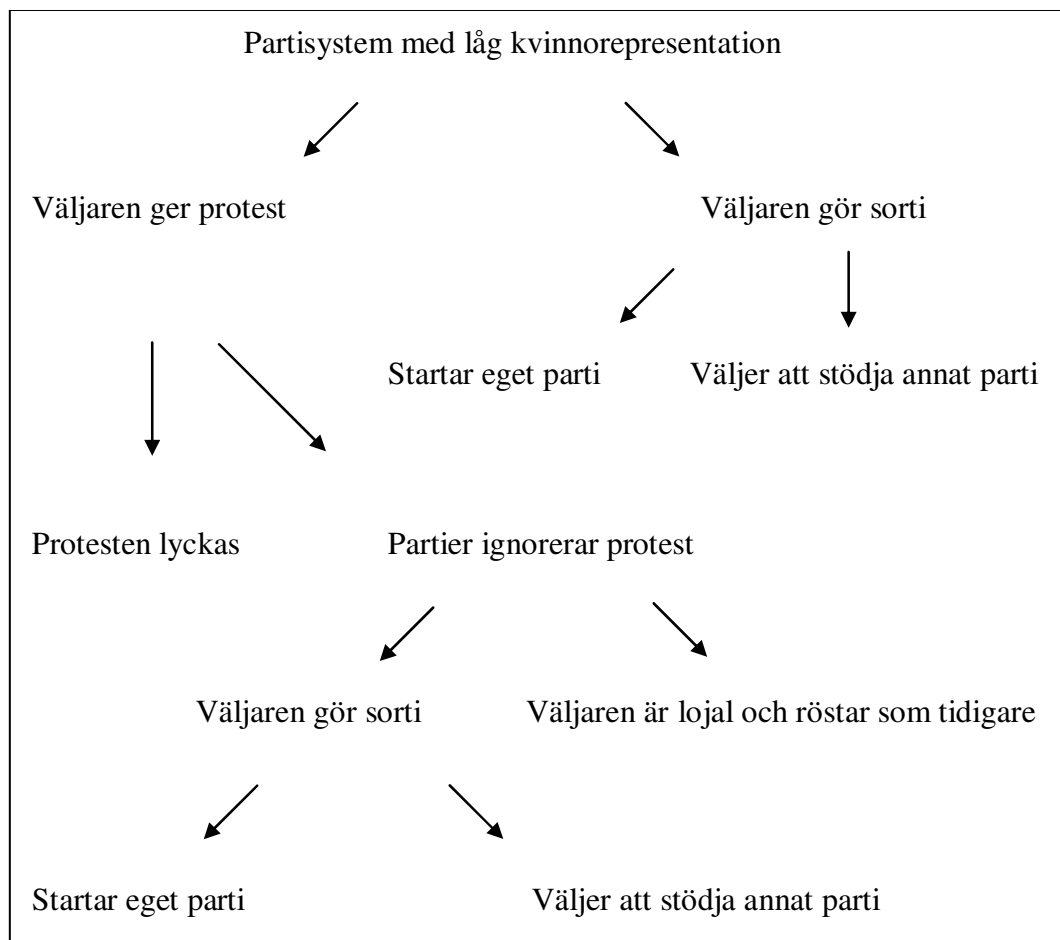 Partisystem med låg kvinnorepresentation
Väljaren ger protest
Väljaren gör sorti
Startar eget parti
Väljer att stödja annat parti
Protesten lyckas
Partier ignorerar protest
Väljaren gör sorti
Väljaren är lojal och röstar som tidigare
Startar eget parti
Väljer att stödja annat parti